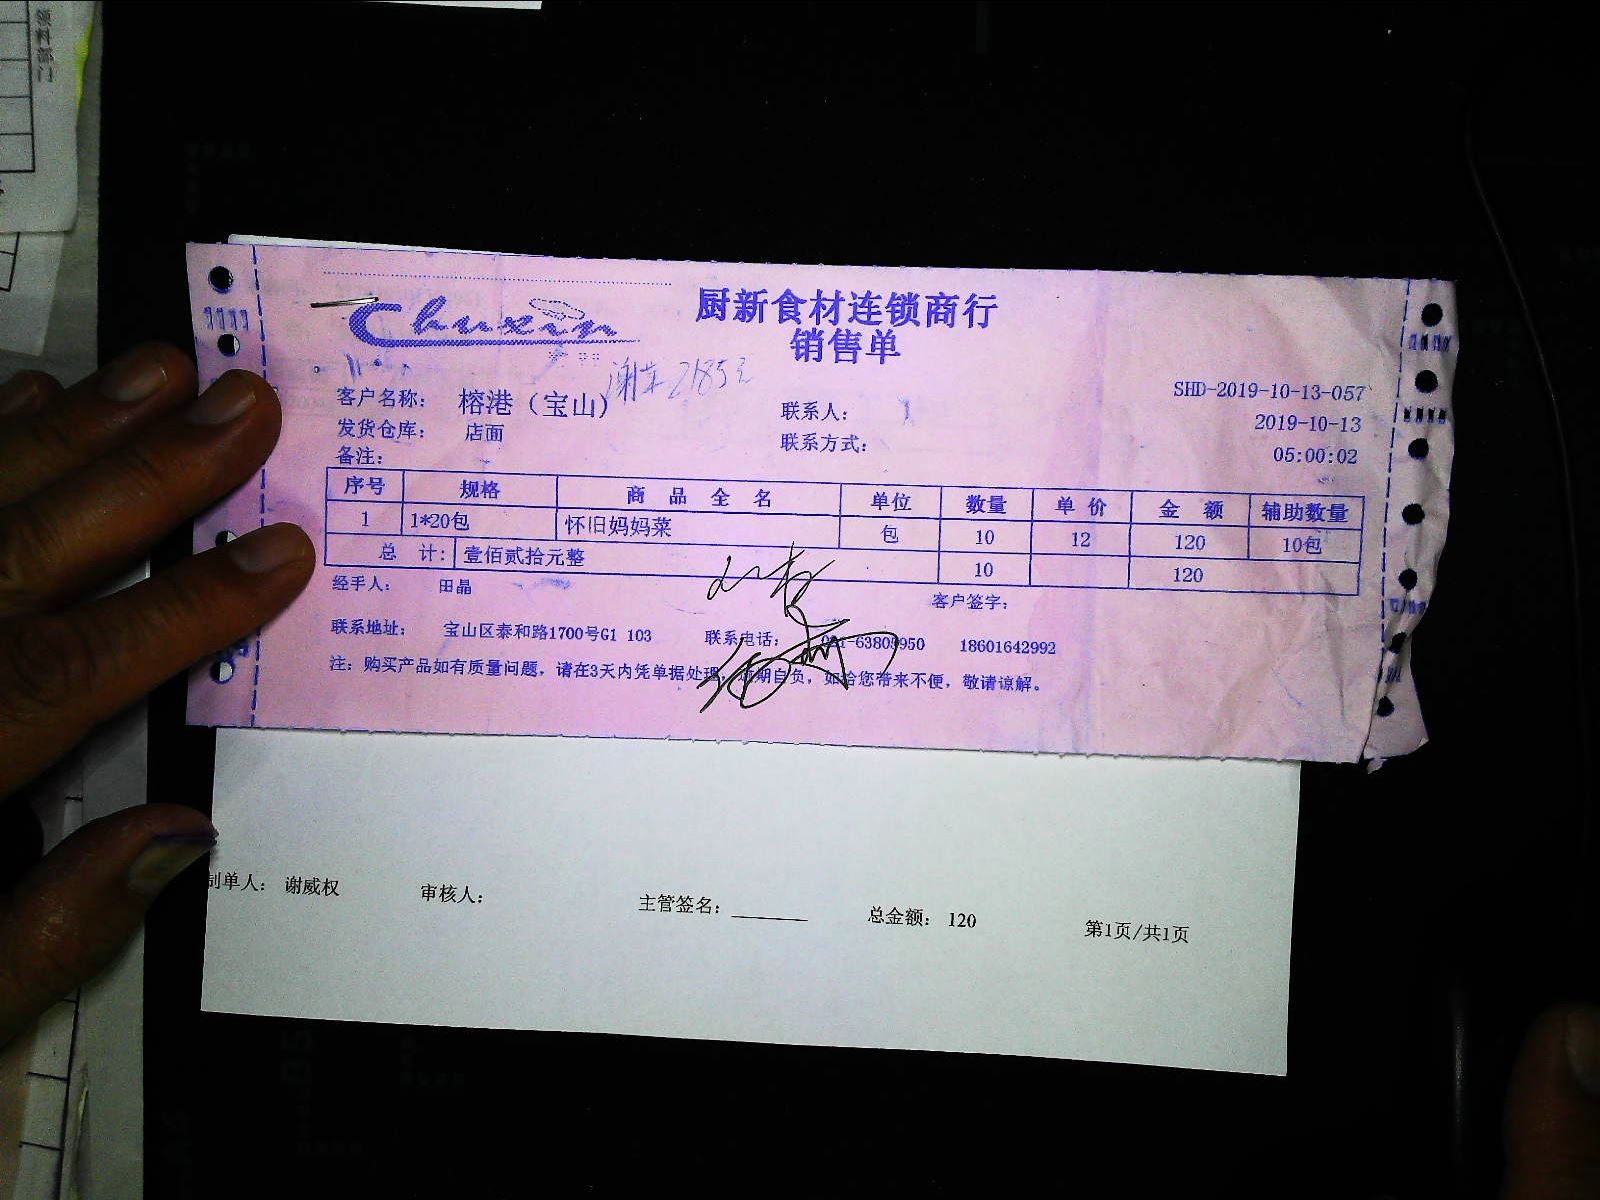 Chuxin
厨新食材连锁商行
销售单
SHD-2019-10-13-057
客户名称： 榕港（宝山） 联系人： 2019-10-13
发货仓库： 店面 联系方式： 05:00:02
备注：
序号 规格 商 品 全 名 单位 数量 单 价 金 额 辅助数量
1 1*20包 怀旧妈妈菜 包 10 12 120 10包
总 计： 壹佰贰拾元整 10 120
经手人： 田晶 客户签字：
联系地址： 宝山区泰和路1700号G1 103 联系电话： 63805950 18601642992
注：购买产品如有质量问题，请在3天内凭单据处理，逾期自负，如给您带来不便，敬请谅解。
制单人： 谢威权 审核人： 主管签名： 总金额： 120 第1页/共1页